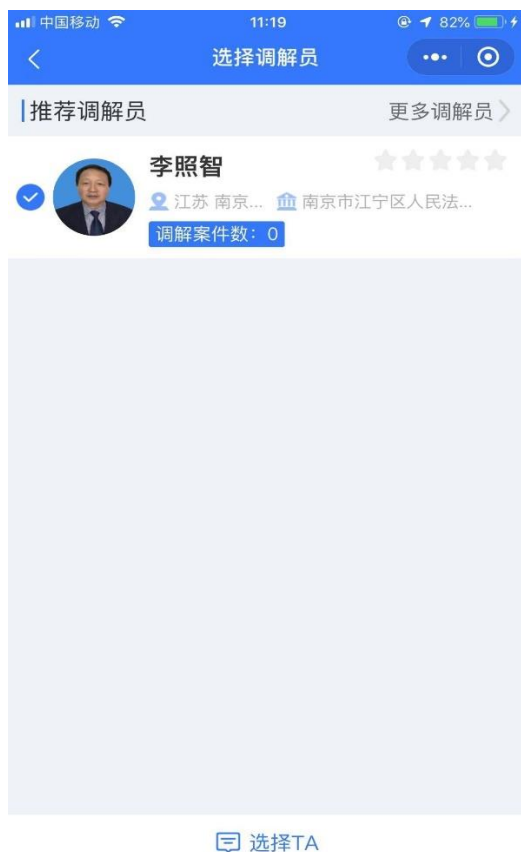 中国移动 11:19 82%
选择调解员
推荐调解员 更多调解员
李照智
江苏 南京... 南京市江宁区人民法...
调解案件数：0
选择TA